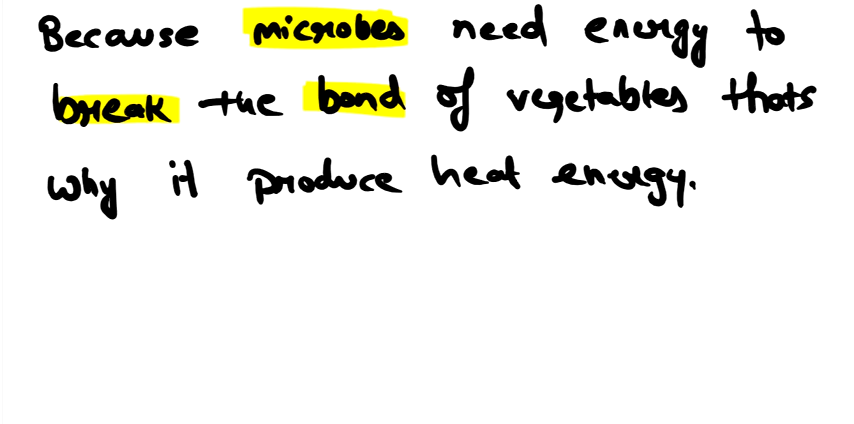 Because microbes need energy to
break the bond of vegetables thats
why it produce heat energy.